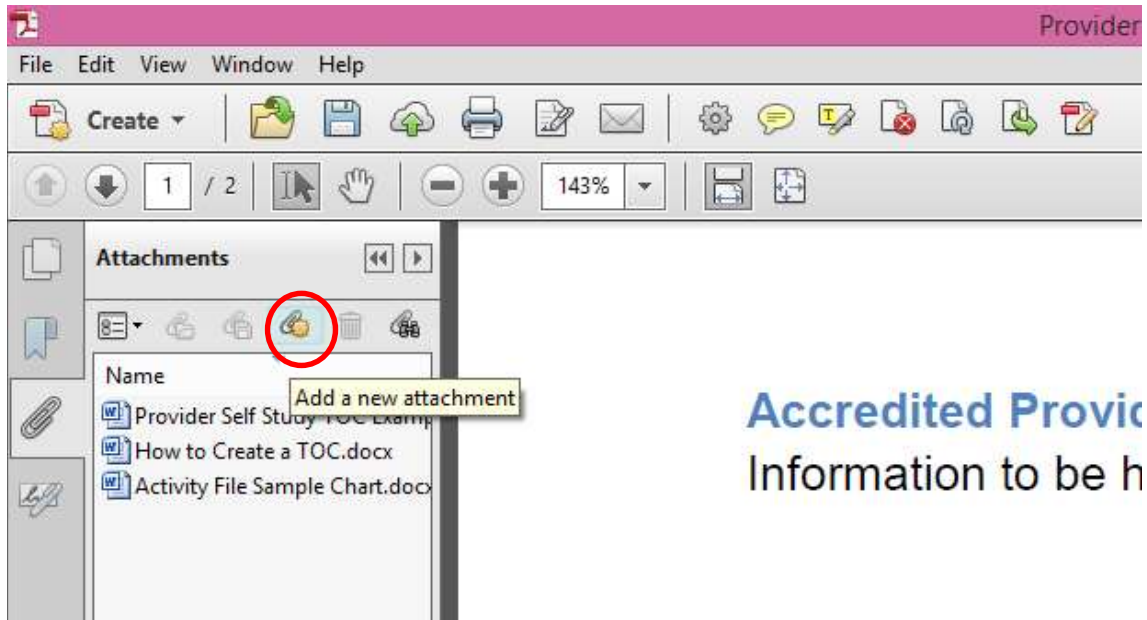 Provider
File Edit View Window Help
Create
1 / 2 143%
Attachments
Name
Add a new attachment
Provider Self Study TOC Examp
How to Create a TOC.docx
Activity File Sample Chart.docx
Accredited Provid
Information to be h